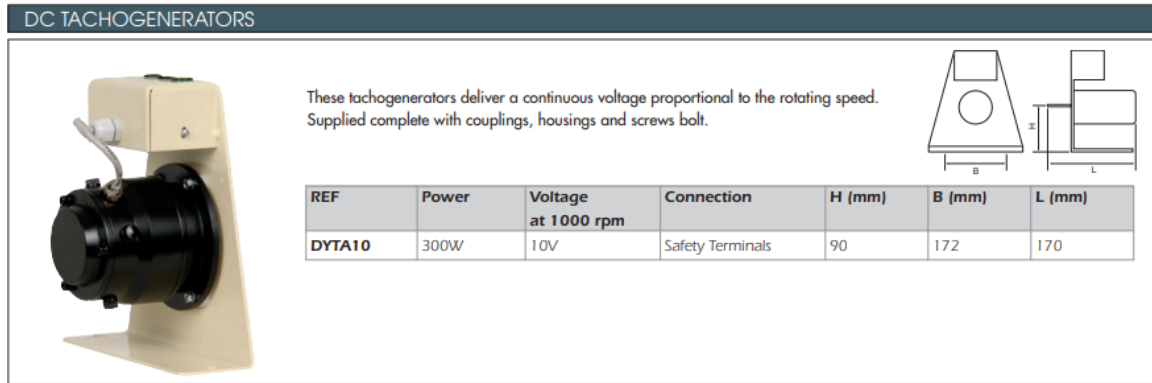 DC TACHOGENERATORS
These tachogenerators deliver a continuous voltage proportional to the rotating speed.
Supplied complete with couplings, housings and screws bolt.
H
B
L
REF Power Voltage at 1000 rpm Connection H (mm) B (mm) L (mm)
DYTA10 300W 10V Safety Terminals 90 172 170